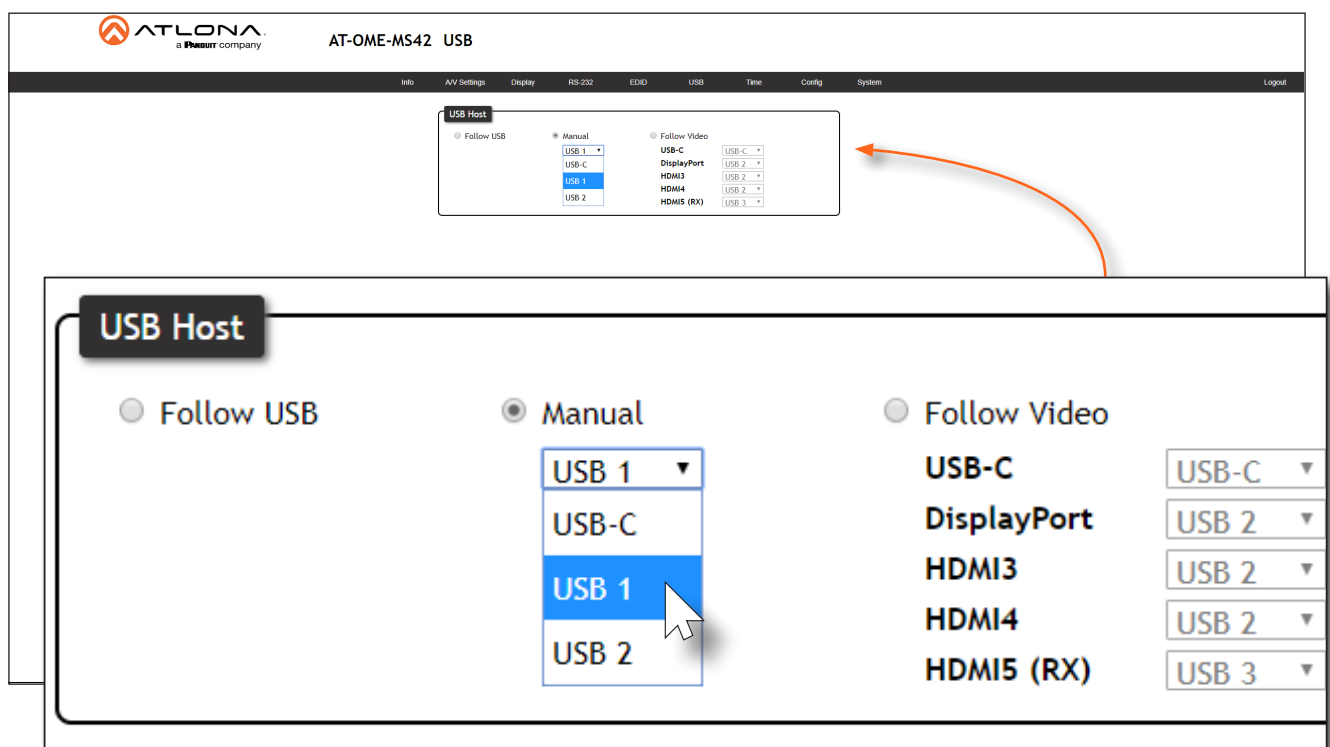 ATLONA.
a PANDUIT company
AT-OME-MS42 USB
Info A/V Settings Display RS-232 EDID USB Time Config System Logout
USB Host
Follow USB Manual Follow Video
USB 1 USB-C USB-C
USB-C DisplayPort USB 2
HDMI3 USB 2
USB 1 HDMI4 USB 2
USB 2 HDMI5 (RX) USB 3
USB Host
Follow USB Manual Follow Video
USB 1 USB-C USB-C
USB-C DisplayPort USB 2
USB 1 HDMI3 USB 2
HDMI4 USB 2
USB 2 HDMI5 (RX) USB 3